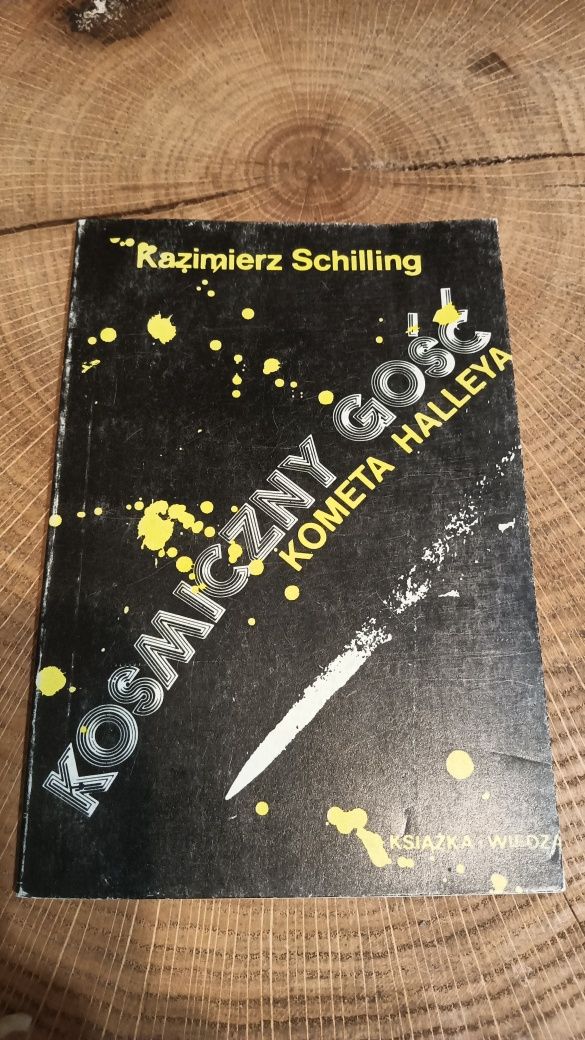 Kazimierz Schilling
KOSMICZNY GOŚĆ
KOMETA HALLEYA
KSIĄŻKA i WIEDZA